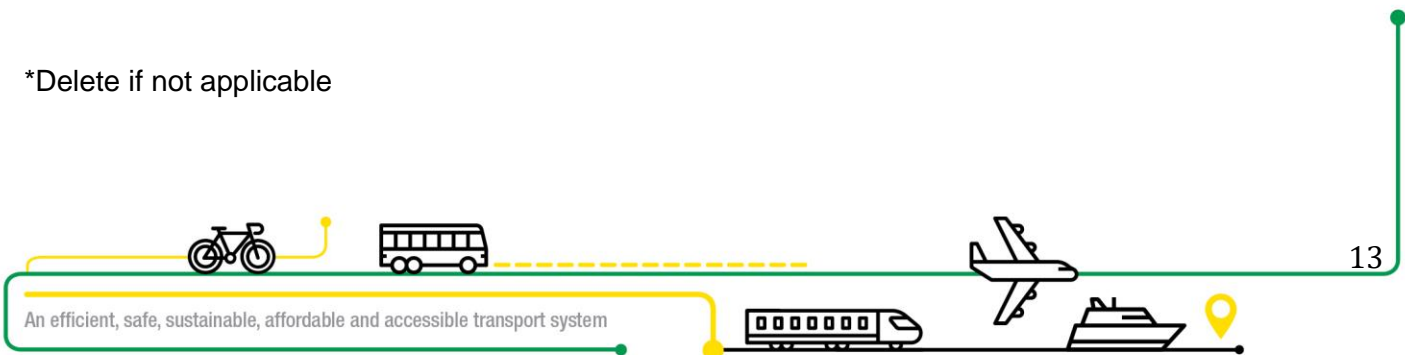 *Delete if not applicable
13
An efficient, safe, sustainable, affordable and accessible transport system